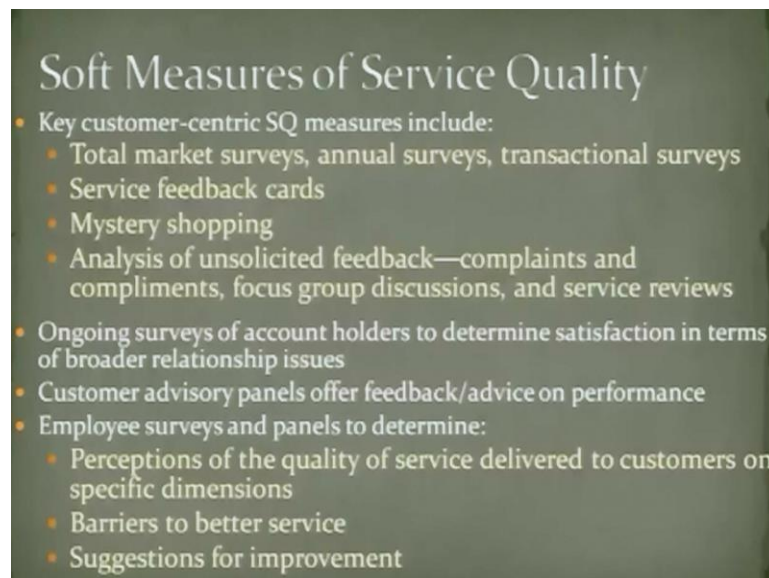 Soft Measures of Service Quality
• Key customer-centric SQ measures include:
• Total market surveys, annual surveys, transactional surveys
• Service feedback cards
• Mystery shopping
• Analysis of unsolicited feedback—complaints and
compliments, focus group discussions, and service reviews
• Ongoing surveys of account holders to determine satisfaction in terms
of broader relationship issues
• Customer advisory panels offer feedback/advice on performance
• Employee surveys and panels to determine:
• Perceptions of the quality of service delivered to customers on
specific dimensions
• Barriers to better service
• Suggestions for improvement